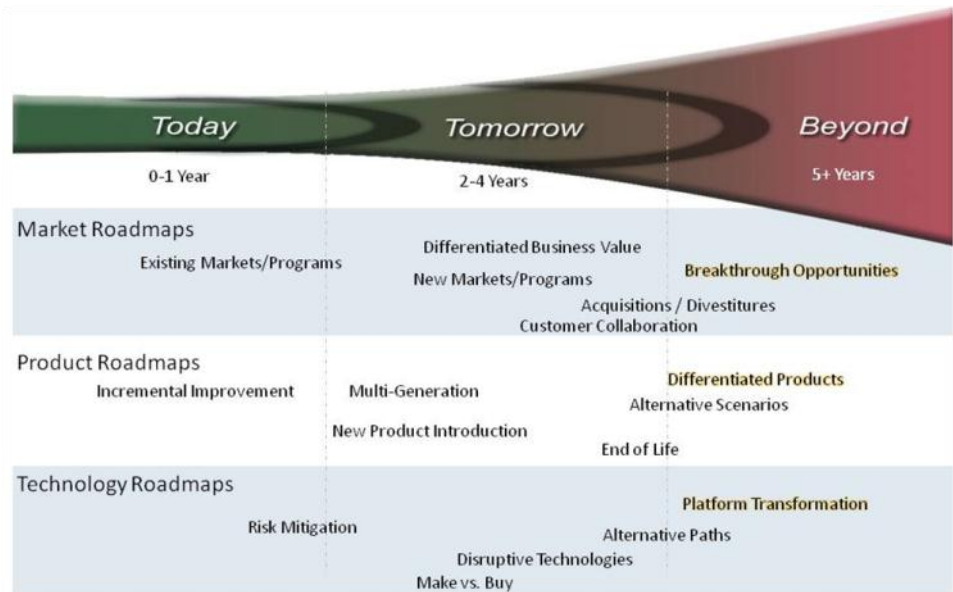 Today
Tomorrow
Beyond
0-1 Year
2-4 Years
5+ Years
Market Roadmaps
Differentiated Business Value
Existing Markets/Programs
New Markets/Programs
Breakthrough Opportunities
Acquisitions / Divestitures
Customer Collaboration
Product Roadmaps
Differentiated Products
Incremental Improvement
Multi-Generation
Alternative Scenarios
New Product Introduction
End of Life
Technology Roadmaps
Platform Transformation
Risk Mitigation
Alternative Paths
Disruptive Technologies
Make vs. Buy